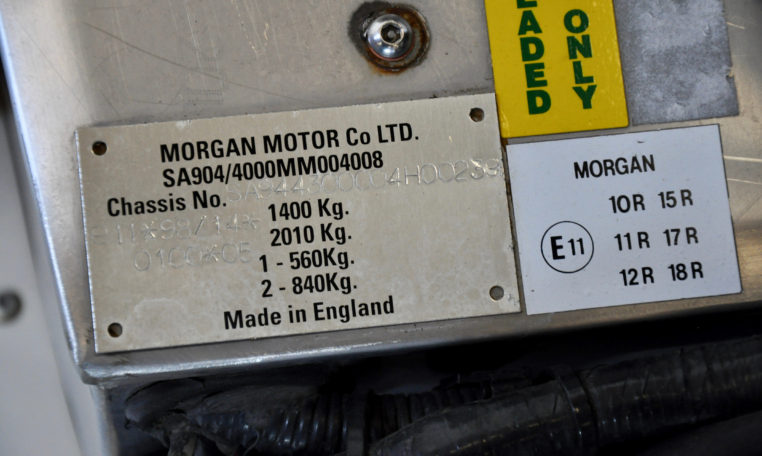 MORGAN MOTOR Co LTD.
SA904/4000MM004008
Chassis No.
1400 Kg.
2010 Kg.
1 - 560Kg.
2 - 840Kg.
Made in England
EADED
ONLY
MORGAN
10R 15R
E11
11R 17R
12R 18R